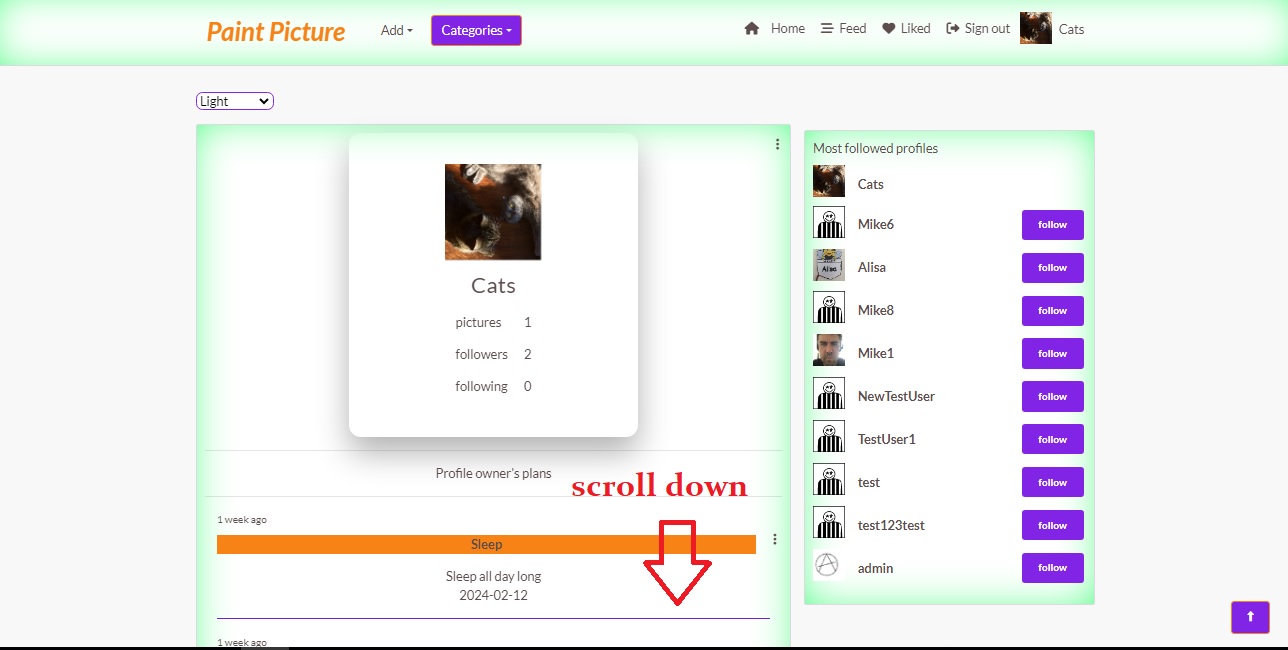 Paint Picture
Add
Categories
Home
Feed
Liked
Sign out
Cats
Light
Cats
pictures 1
followers 2
following 0
Profile owner's plans
scroll down
1 week ago
Sleep
Sleep all day long
2024-02-12
1 week ago
Most followed profiles
Cats
Mike6 follow
Alisa follow
Mike8 follow
Mike1 follow
NewTestUser follow
TestUser1 follow
test follow
test123test follow
admin follow